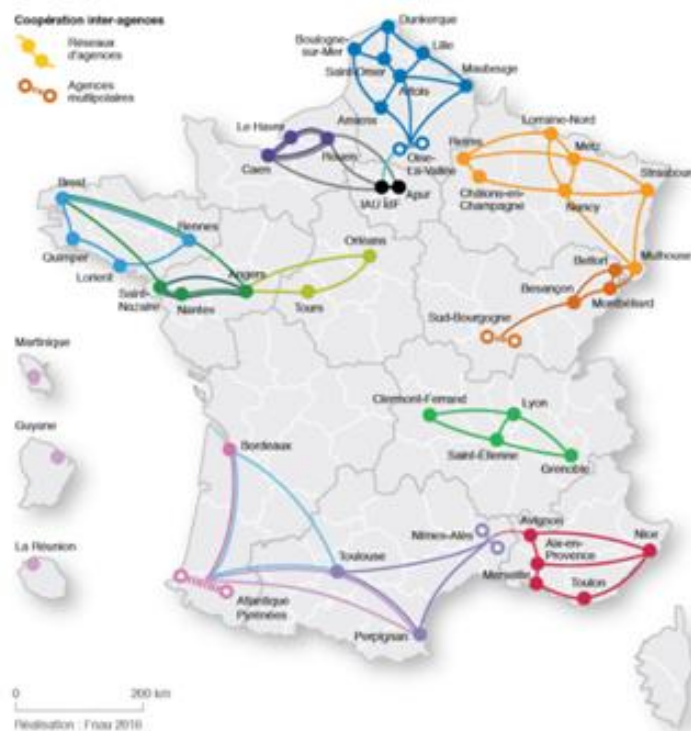 Coopération inter-agences
Réseaux
d'agences
Agences
multipolaires
Dunkerque
Boulogne-
sur-Mer
Lille
Saint-Omer
Maubeuge
Artois
Amiens
Le Havre
Rouen
Caen
Oise-
La-Vallée
IAU îdF
Apur
Lorraine-Nord
Reims
Metz
Strasbourg
Châlons-en-
Champagne
Nancy
Brest
Rennes
Quimper
Lorient
Orléans
Angers
Saint-
Nazaire
Nantes
Tours
Belfort
Mulhouse
Besançon
Montbéliard
Sud-Bourgogne
Martinique
Clermont-Ferrand
Lyon
Saint-Étienne
Grenoble
Guyane
Bordeaux
La Réunion
Nîmes-Alès
Avignon
Nice
Aix-en-
Provence
Toulouse
Marseille
Toulon
Atlantique
Pyrénées
Perpignan
0
200 km
Réalisation : Fnau 2016